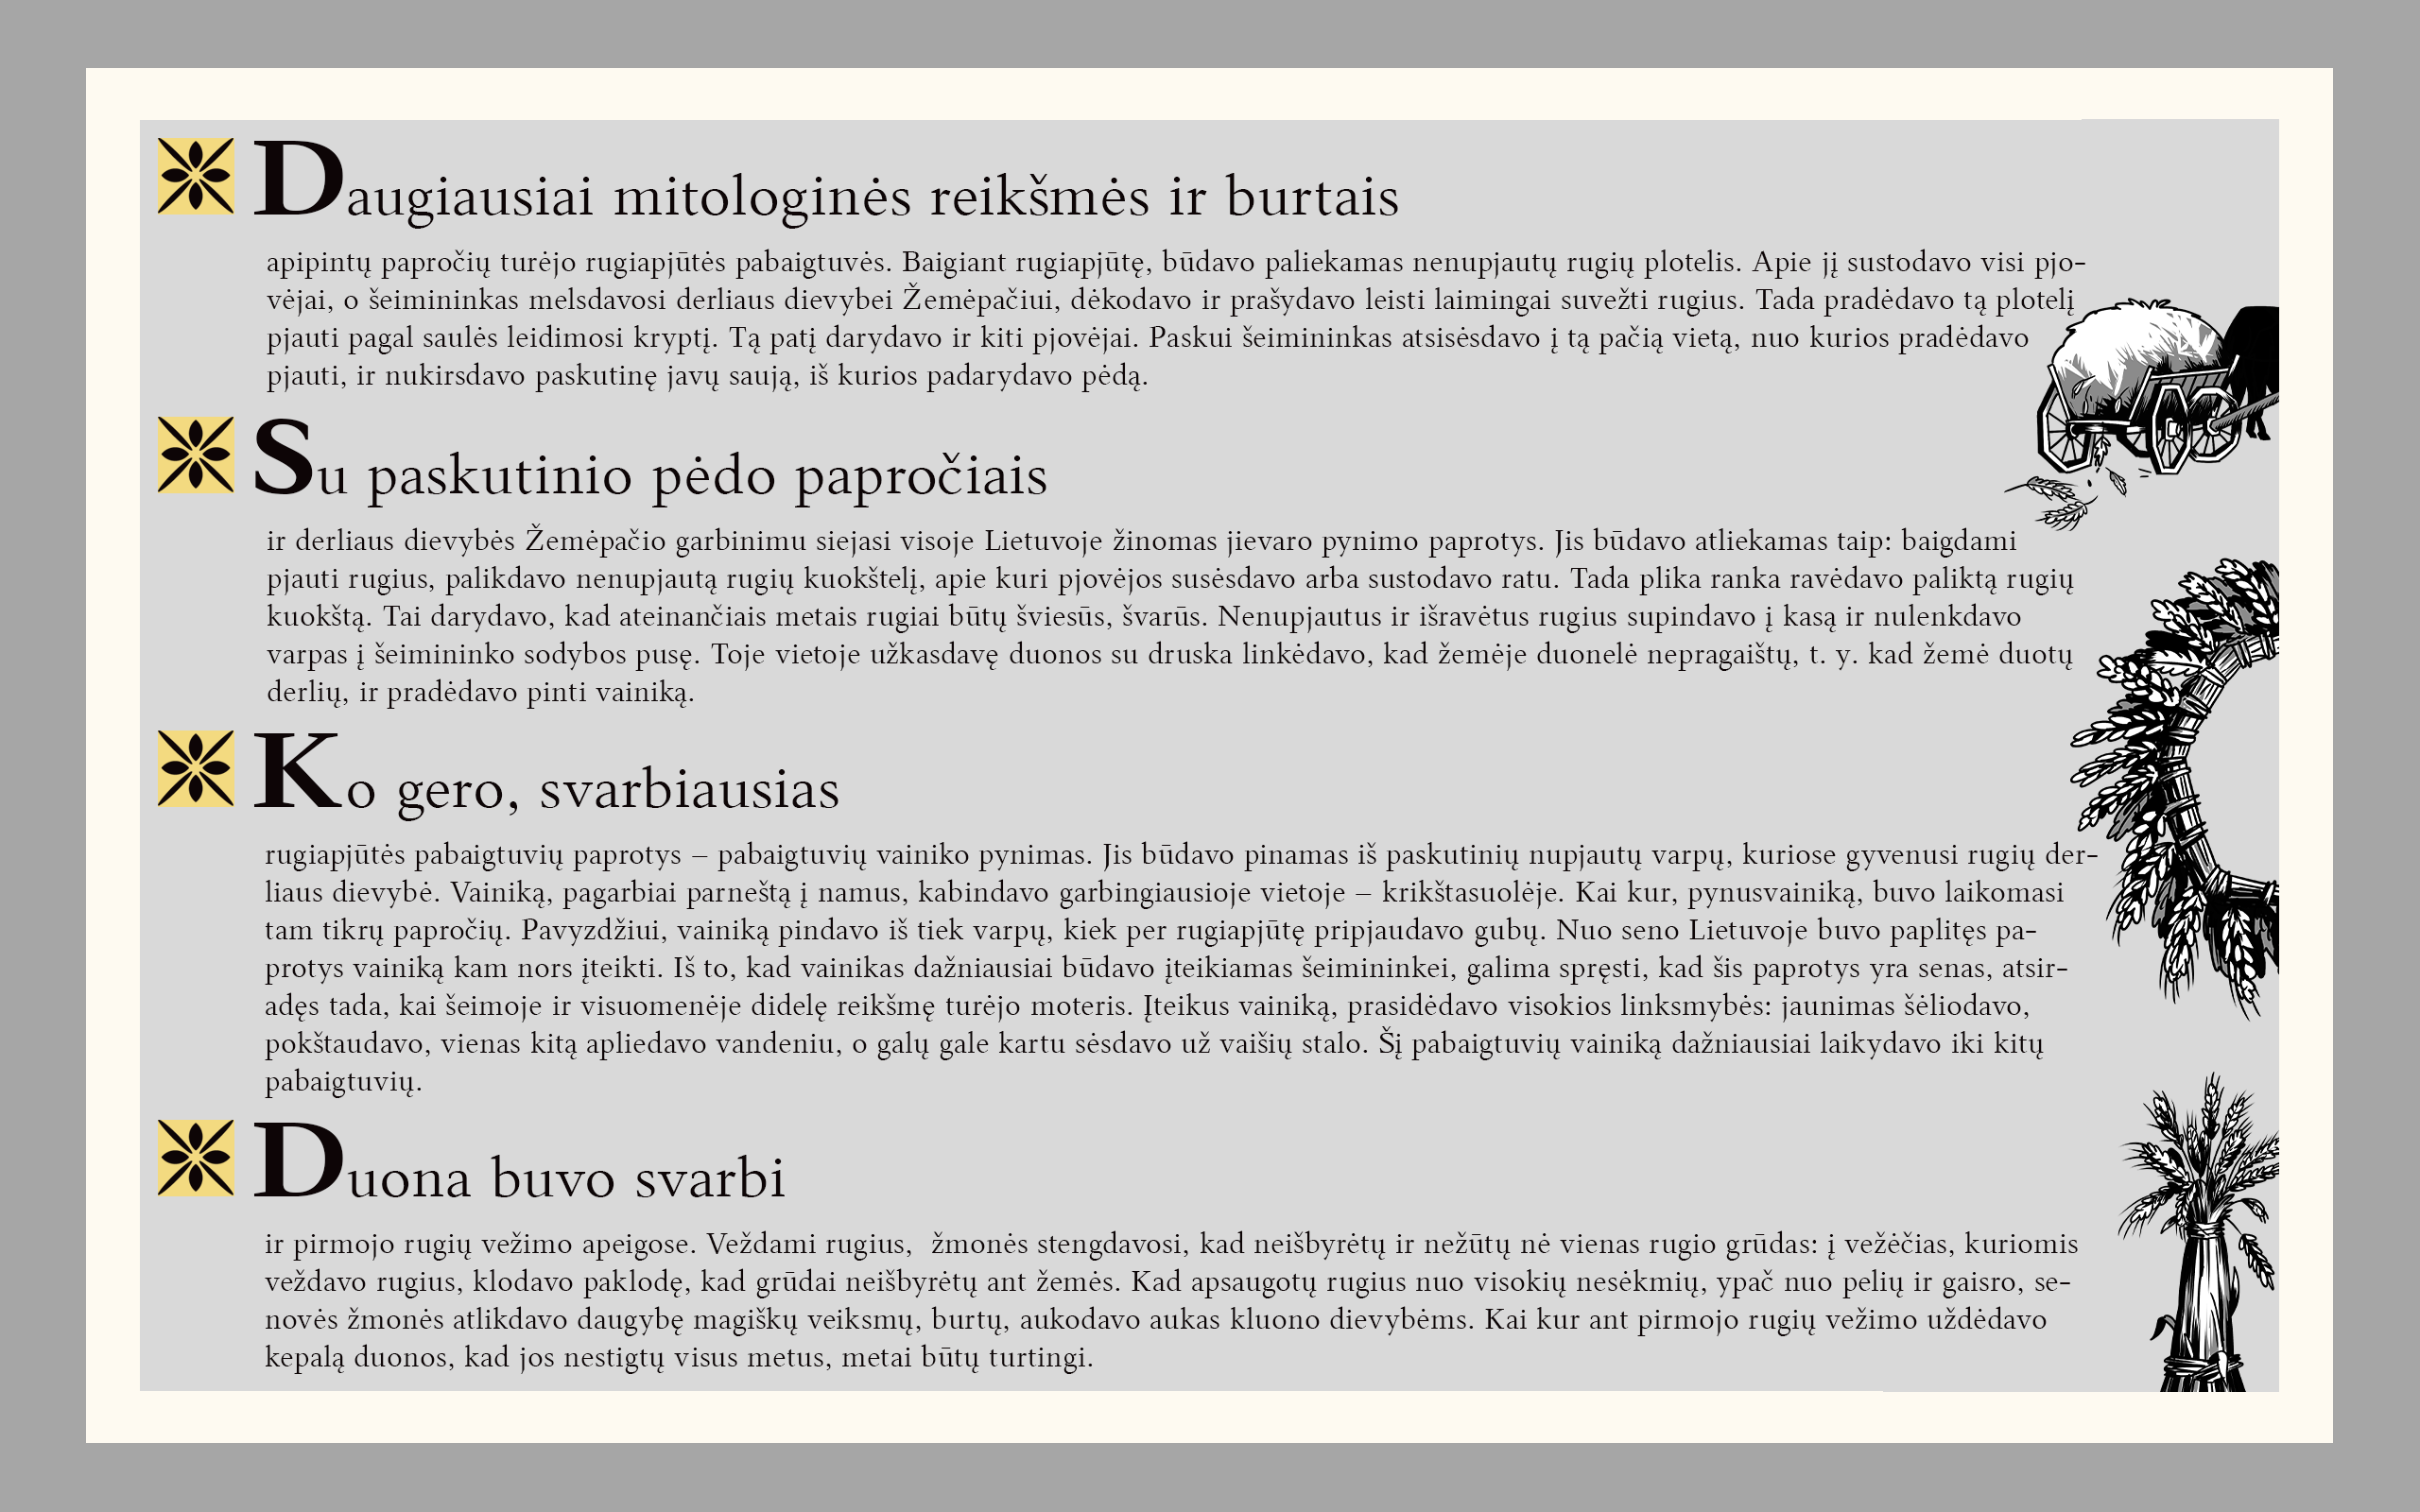 Daugiausiai mitologinės reikšmės ir burtais
apipintų papročių turėjo rugiapjūtės pabaigtuvės. Baigiant rugiapjūtę, būdavo paliekamas nenupjautų rugių plotelis. Apie jį sustodavo visi pjo-
vėjai, o šeimininkas melsdavosi derliaus dievybei Žemėpačiui, dėkodavo ir prašydavo leisti laimingai suvežti rugius. Tada pradėdavo tą plotelį
pjauti pagal saulės leidimosi kryptį. Tą patį darydavo ir kiti pjovėjai. Paskui šeimininkas atsisėsdavo į tą pačią vietą, nuo kurios pradėdavo
pjauti, ir nukirsdavo paskutinę javų saują, iš kurios padarydavo pėdą.
Su paskutinio pėdo papročiais
ir derliaus dievybės Žemėpačio garbinimu siejasi visoje Lietuvoje žinomas jievaro pynimo paprotys. Jis būdavo atliekamas taip: baigdami
pjauti rugius, palikdavo nenupjautą rugių kuokštelį, apie kuri pjovėjos susėsdavo arba sustodavo ratu. Tada plika ranka ravėdavo paliktą rugių
kuokštą. Tai darydavo, kad ateinančiais metais rugiai būtų šviesūs, švarūs. Nenupjautus ir išravėtus rugius supindavo į kasą ir nulenkdavo
varpas į šeimininko sodybos pusę. Toje vietoje užkasdavę duonos su druska linkėdavo, kad žemėje duonelė nepragaištų, t. y. kad žemė duotų
derlių, ir pradėdavo pinti vainiką.
Ko gero, svarbiausias
rugiapjūtės pabaigtuvių paprotys – pabaigtuvių vainiko pynimas. Jis būdavo pinamas iš paskutinių nupjautų varpų, kuriose gyvenusi rugių der-
liaus dievybė. Vainiką, pagarbiai parneštą į namus, kabindavo garbingiausioje vietoje – krikštasuolėje. Kai kur, pynusvainiką, buvo laikomasi
tam tikrų papročių. Pavyzdžiui, vainiką pindavo iš tiek varpų, kiek per rugiapjūtę pripjaudavo gubų. Nuo seno Lietuvoje buvo paplitęs pa-
protys vainiką kam nors įteikti. Iš to, kad vainikas dažniausiai būdavo įteikiamas šeimininkei, galima spręsti, kad šis paprotys yra senas, atsir-
adęs tada, kai šeimoje ir visuomenėje didelę reikšmę turėjo moteris. Įteikus vainiką, prasidėdavo visokios linksmybės: jaunimas šėliodavo,
pokštaudavo, vienas kitą apliedavo vandeniu, o galų gale kartu sėsdavo už vaišių stalo. Šį pabaigtuvių vainiką dažniausiai laikydavo iki kitų
pabaigtuvių.
Duona buvo svarbi
ir pirmojo rugių vežimo apeigose. Veždami rugius,  žmonės stengdavosi, kad neišbyrėtų ir nežūtų nė vienas rugio grūdas: į vežėčias, kuriomis
veždavo rugius, klodavo paklodę, kad grūdai neišbyrėtų ant žemės. Kad apsaugotų rugius nuo visokių nesėkmių, ypač nuo pelių ir gaisro, se-
novės žmonės atlikdavo daugybę magiškų veiksmų, burtų, aukodavo aukas kluono dievybėms. Kai kur ant pirmojo rugių vežimo uždėdavo
kepalą duonos, kad jos nestigtų visus metus, metai būtų turtingi.